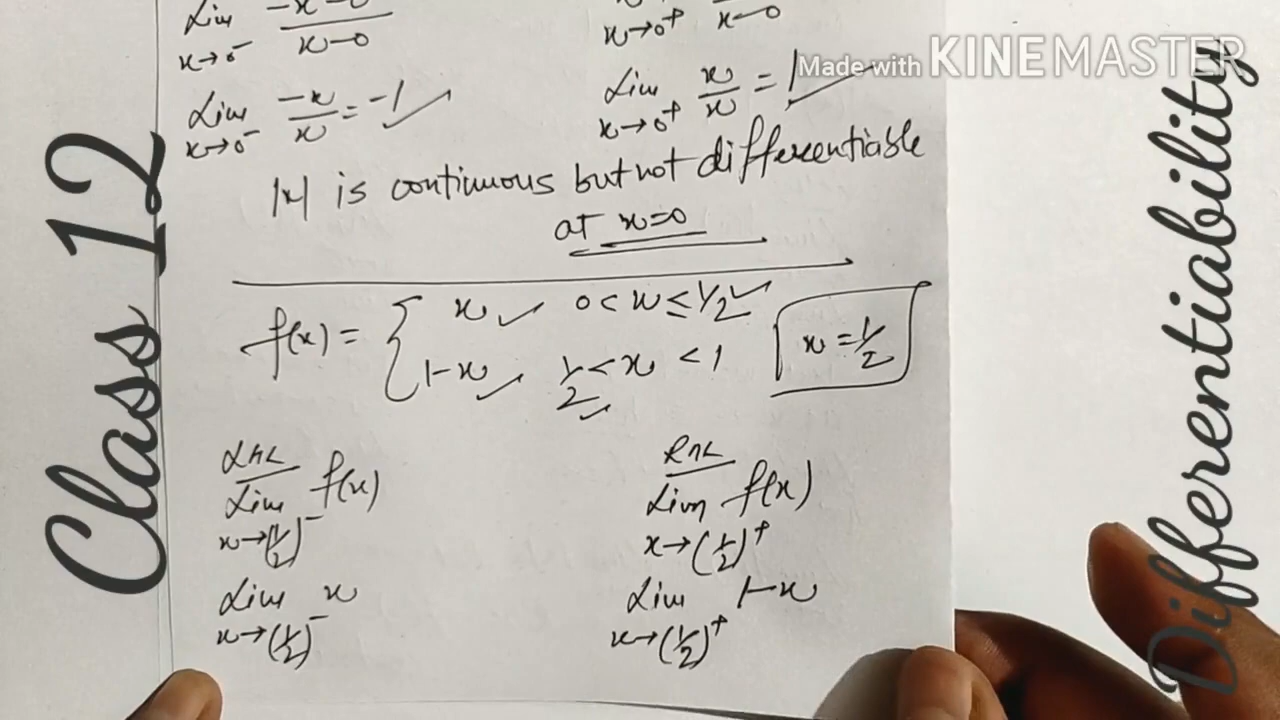 Lim x→0⁻ -x-0/x-0
x→0⁺ x-0
Lim x→0⁻ -x/x = -1 ✓
Lim x→0⁺ x/x = 1
Made with KINEMASTER
|x| is continuous but not differentiable
at x=0
f(x) = { x ✓, 0 < x ≤ 1/2 ✓
1-x ✓, 1/2 < x < 1
x = 1/2
LHL
Lim f(x)
x→(1/2)⁻
Lim x
x→(1/2)⁻
RHL
Lim f(x)
x→(1/2)⁺
Lim 1-x
x→(1/2)⁺
Class 12
Differentiability